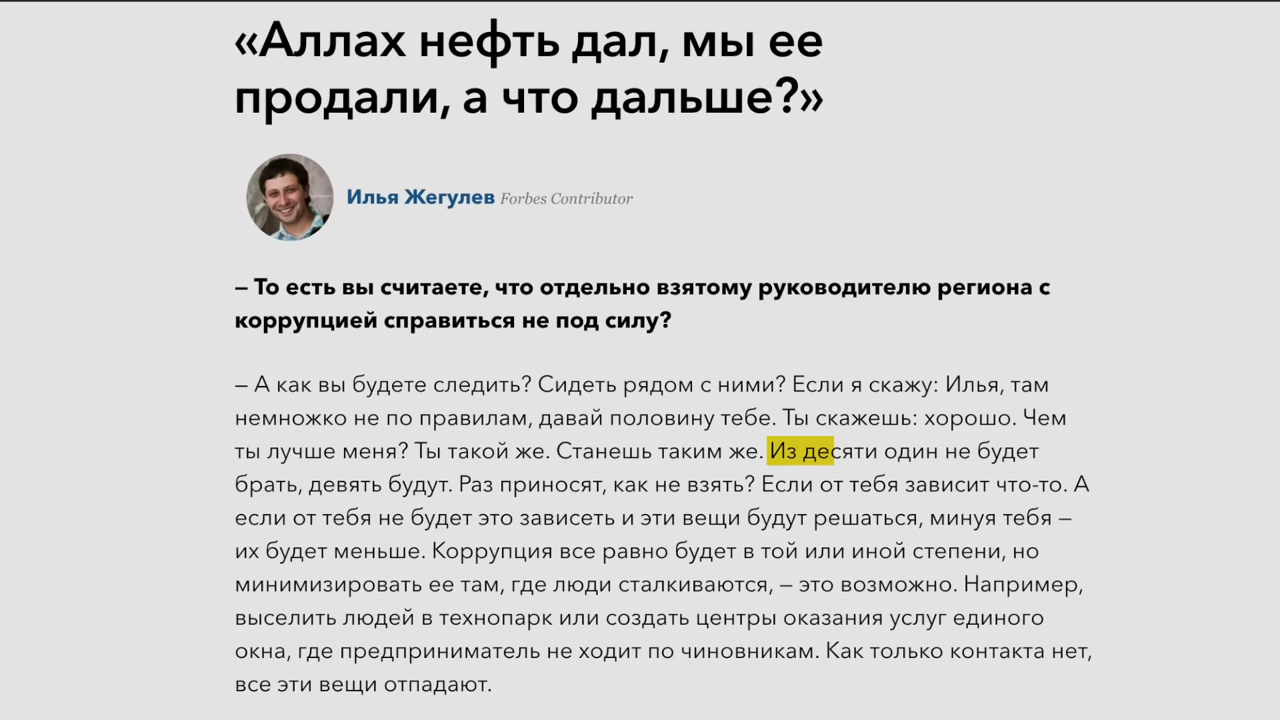 «Аллах нефть дал, мы ее
продали, а что дальше?»
Илья Жегулев Forbes Contributor
— То есть вы считаете, что отдельно взятому руководителю региона с
коррупцией справиться не под силу?
— А как вы будете следить? Сидеть рядом с ними? Если я скажу: Илья, там
немножко не по правилам, давай половину тебе. Ты скажешь: хорошо. Чем
ты лучше меня? Ты такой же. Станешь таким же. Из десяти один не будет
брать, девять будут. Раз приносят, как не взять? Если от тебя зависит что-то. А
если от тебя не будет это зависеть и эти вещи будут решаться, минуя тебя —
их будет меньше. Коррупция все равно будет в той или иной степени, но
минимизировать ее там, где люди сталкиваются, — это возможно. Например,
выселить людей в технопарк или создать центры оказания услуг единого
окна, где предприниматель не ходит по чиновникам. Как только контакта нет,
все эти вещи отпадают.